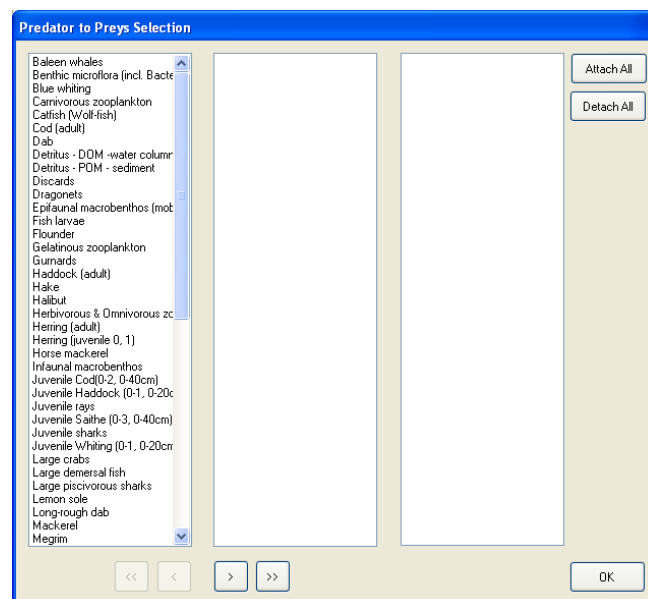 Predator to Preys Selection
Baleen whales
Benthic microflora (incl. Bacte
Blue whiting
Carnivorous zooplankton
Catfish (Wolf-fish)
Cod (adult)
Dab
Detritus - DOM -water column
Detritus - POM - sediment
Discards
Dragonets
Epifaunal macrobenthos (mob
Fish larvae
Flounder
Gelatinous zooplankton
Gurnards
Haddock (adult)
Hake
Halibut
Herbivorous & Omnivorous zo
Herring (adult)
Herring (juvenile 0, 1)
Horse mackerel
Infaunal macrobenthos
Juvenile Cod(0-2, 0-40cm)
Juvenile Haddock (0-1, 0-20c
Juvenile rays
Juvenile Saithe (0-3, 0-40cm)
Juvenile sharks
Juvenile Whiting (0-1, 0-20cm
Large crabs
Large demersal fish
Large piscivorous sharks
Lemon sole
Long-rough dab
Mackerel
Megrim
Attach All
Detach All
<< < > >>
OK